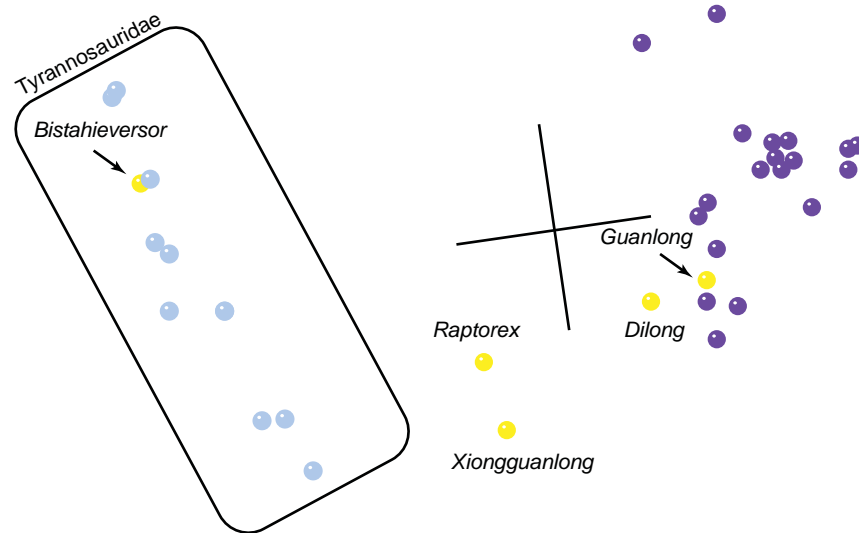 Tyrannosauridae
Bistahieversor
Guanlong
Raptorex
Dilong
Xiongguanlong